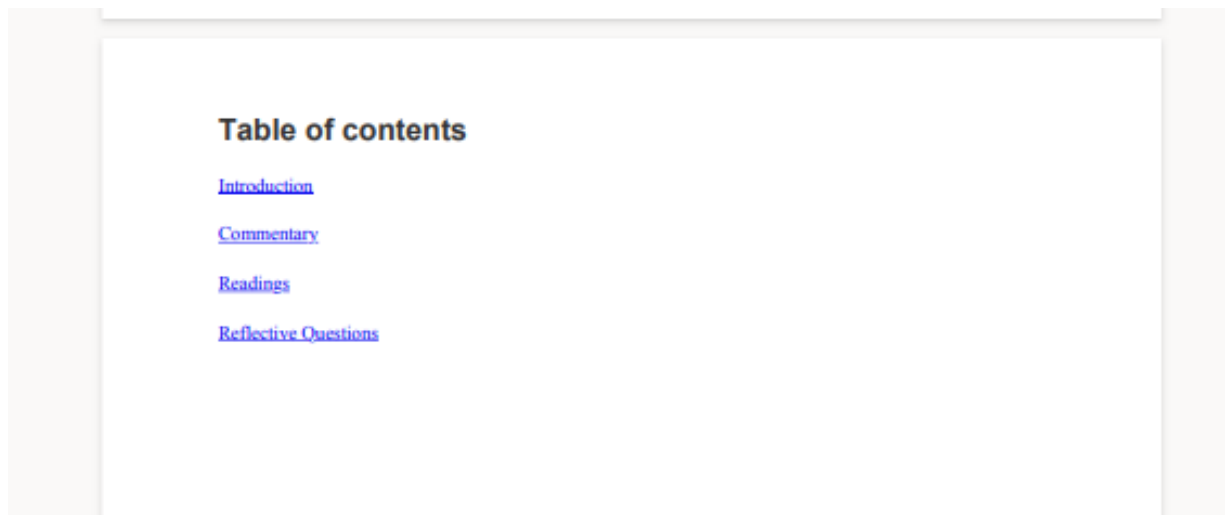 Table of contents
Introduction
Commentary
Readings
Reflective Questions